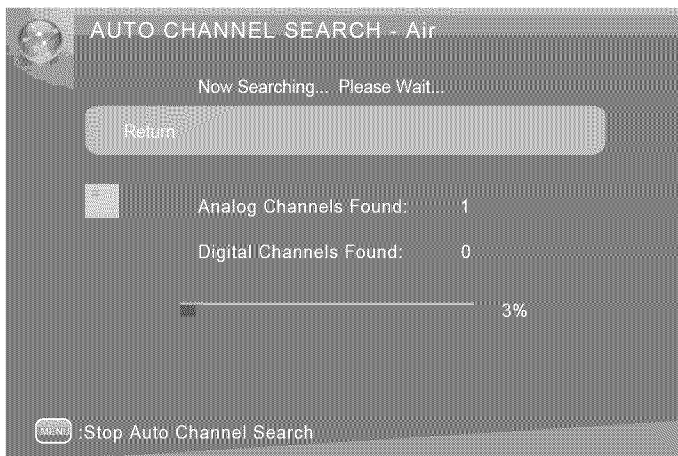 AUTO CHANNEL SEARCH - Air
Now Searching... Please Wait...
Return
Analog Channels Found: 1
Digital Channels Found: 0
3%
MENU :Stop Auto Channel Search